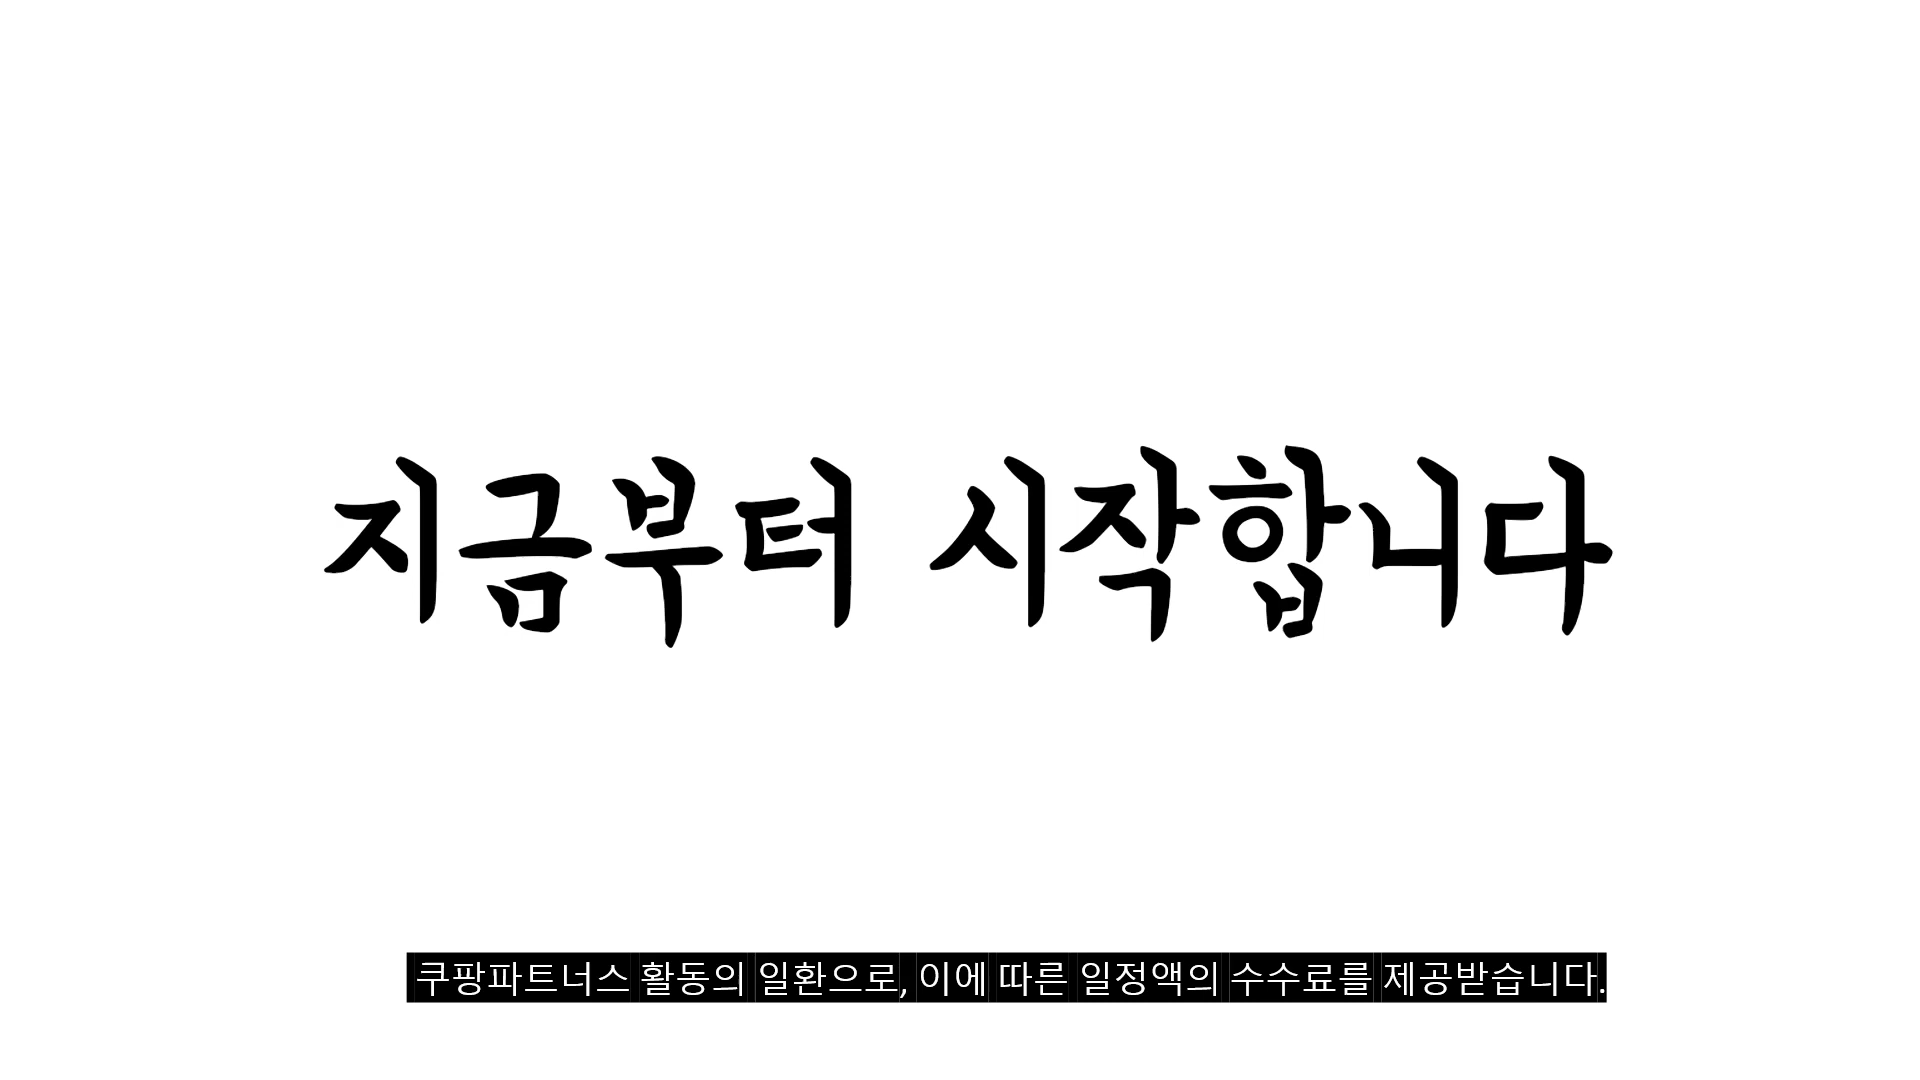 지금부터 시작합니다
쿠팡파트너스 활동의 일환으로, 이에 따른 일정액의 수수료를 제공받습니다.